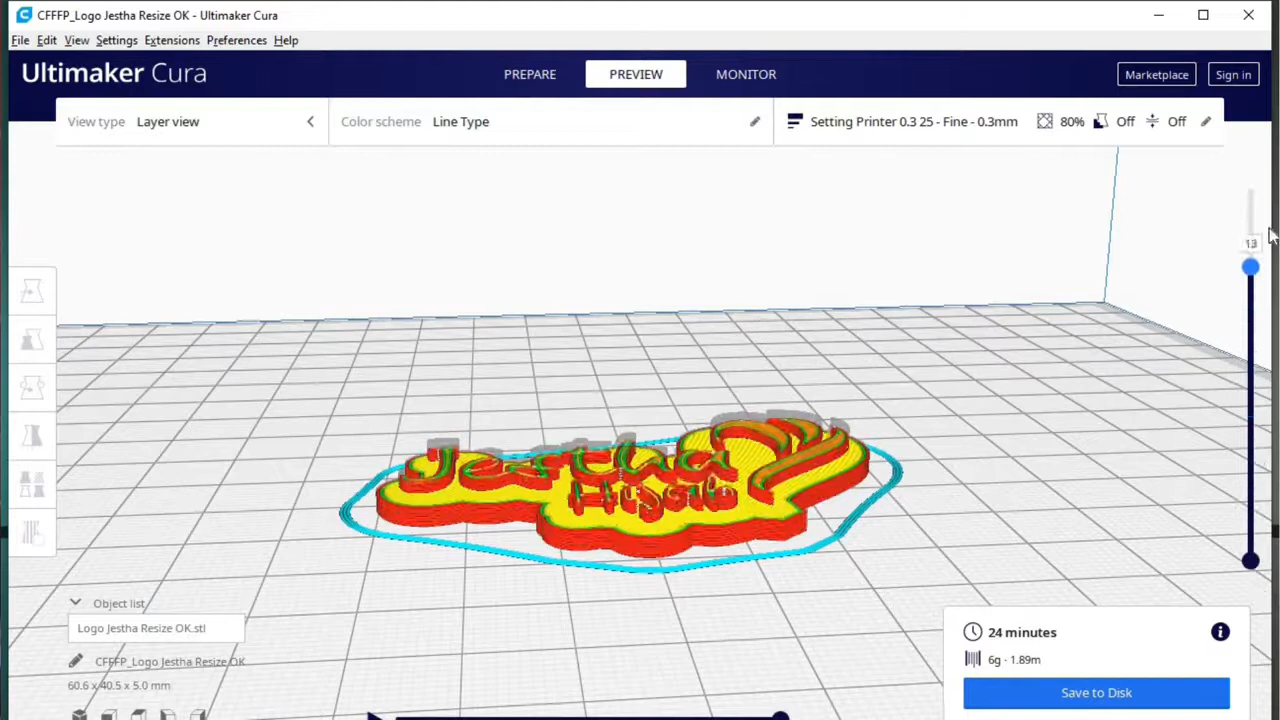 CFFFP_Logo Jestha Resize OK - Ultimaker Cura
File Edit View Settings Extensions Preferences Help
Ultimaker Cura
PREPARE
PREVIEW
MONITOR
Marketplace
Sign in
View type Layer view
Color scheme Line Type
Setting Printer 0.3 25 - Fine - 0.3mm
80%
Off
Off
13
Jestha
Object list
Logo Jestha Resize OK.stl
CFFFP_Logo Jestha Resize OK
60.6 x 40.5 x 5.0 mm
24 minutes
6g · 1.89m
Save to Disk